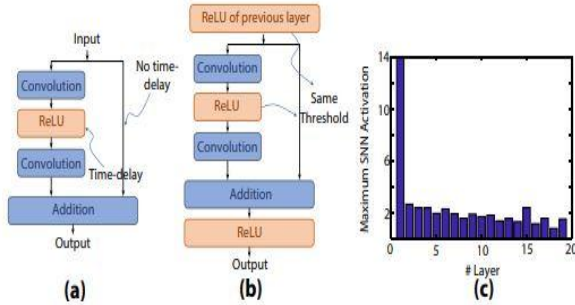 Input
No time-
delay
Convolution
ReLU
Convolution
Time-delay
Addition
Output
(a)
ReLU of previous layer
Convolution
ReLU
Same
Threshold
Convolution
Addition
ReLU
Output
(b)
Maximum SNN Activation
14
10
6
2
0
5
10
15
20
# Layer
(c)